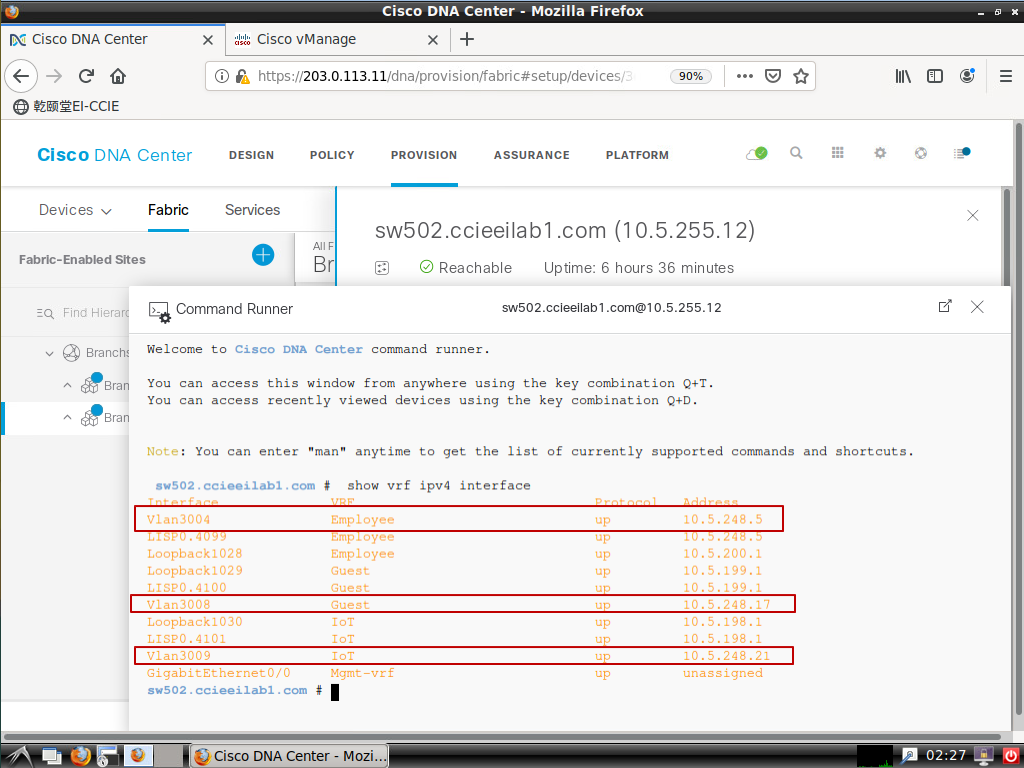 Cisco DNA Center - Mozilla Firefox
Cisco DNA Center
Cisco vManage
https://203.0.113.11/dna/provision/fabric#setup/devices/3
90%
乾颐堂EI-CCIE
Cisco DNA Center
DESIGN
POLICY
PROVISION
ASSURANCE
PLATFORM
Devices
Fabric
Services
Fabric-Enabled Sites
All F
Br
Find Hierarc
Branchs
Bran
Bran
sw502.ccieeilab1.com (10.5.255.12)
Reachable
Uptime: 6 hours 36 minutes
Command Runner
sw502.ccieeilab1.com@10.5.255.12
Welcome to Cisco DNA Center command runner.
You can access this window from anywhere using the key combination Q+T.
You can access recently viewed devices using the key combination Q+D.
Note: You can enter "man" anytime to get the list of currently supported commands and shortcuts.
sw502.ccieeilab1.com # show vrf ipv4 interface
Interface VRF Protocol Address
Vlan3004 Employee up 10.5.248.5
LISP0.4099 Employee up 10.5.248.5
Loopback1028 Employee up 10.5.200.1
Loopback1029 Guest up 10.5.199.1
LISP0.4100 Guest up 10.5.199.1
Vlan3008 Guest up 10.5.248.17
Loopback1030 IoT up 10.5.198.1
LISP0.4101 IoT up 10.5.198.1
Vlan3009 IoT up 10.5.248.21
GigabitEthernet0/0 Mgmt-vrf up unassigned
sw502.ccieeilab1.com #
Cisco DNA Center - Mozi...
02:27